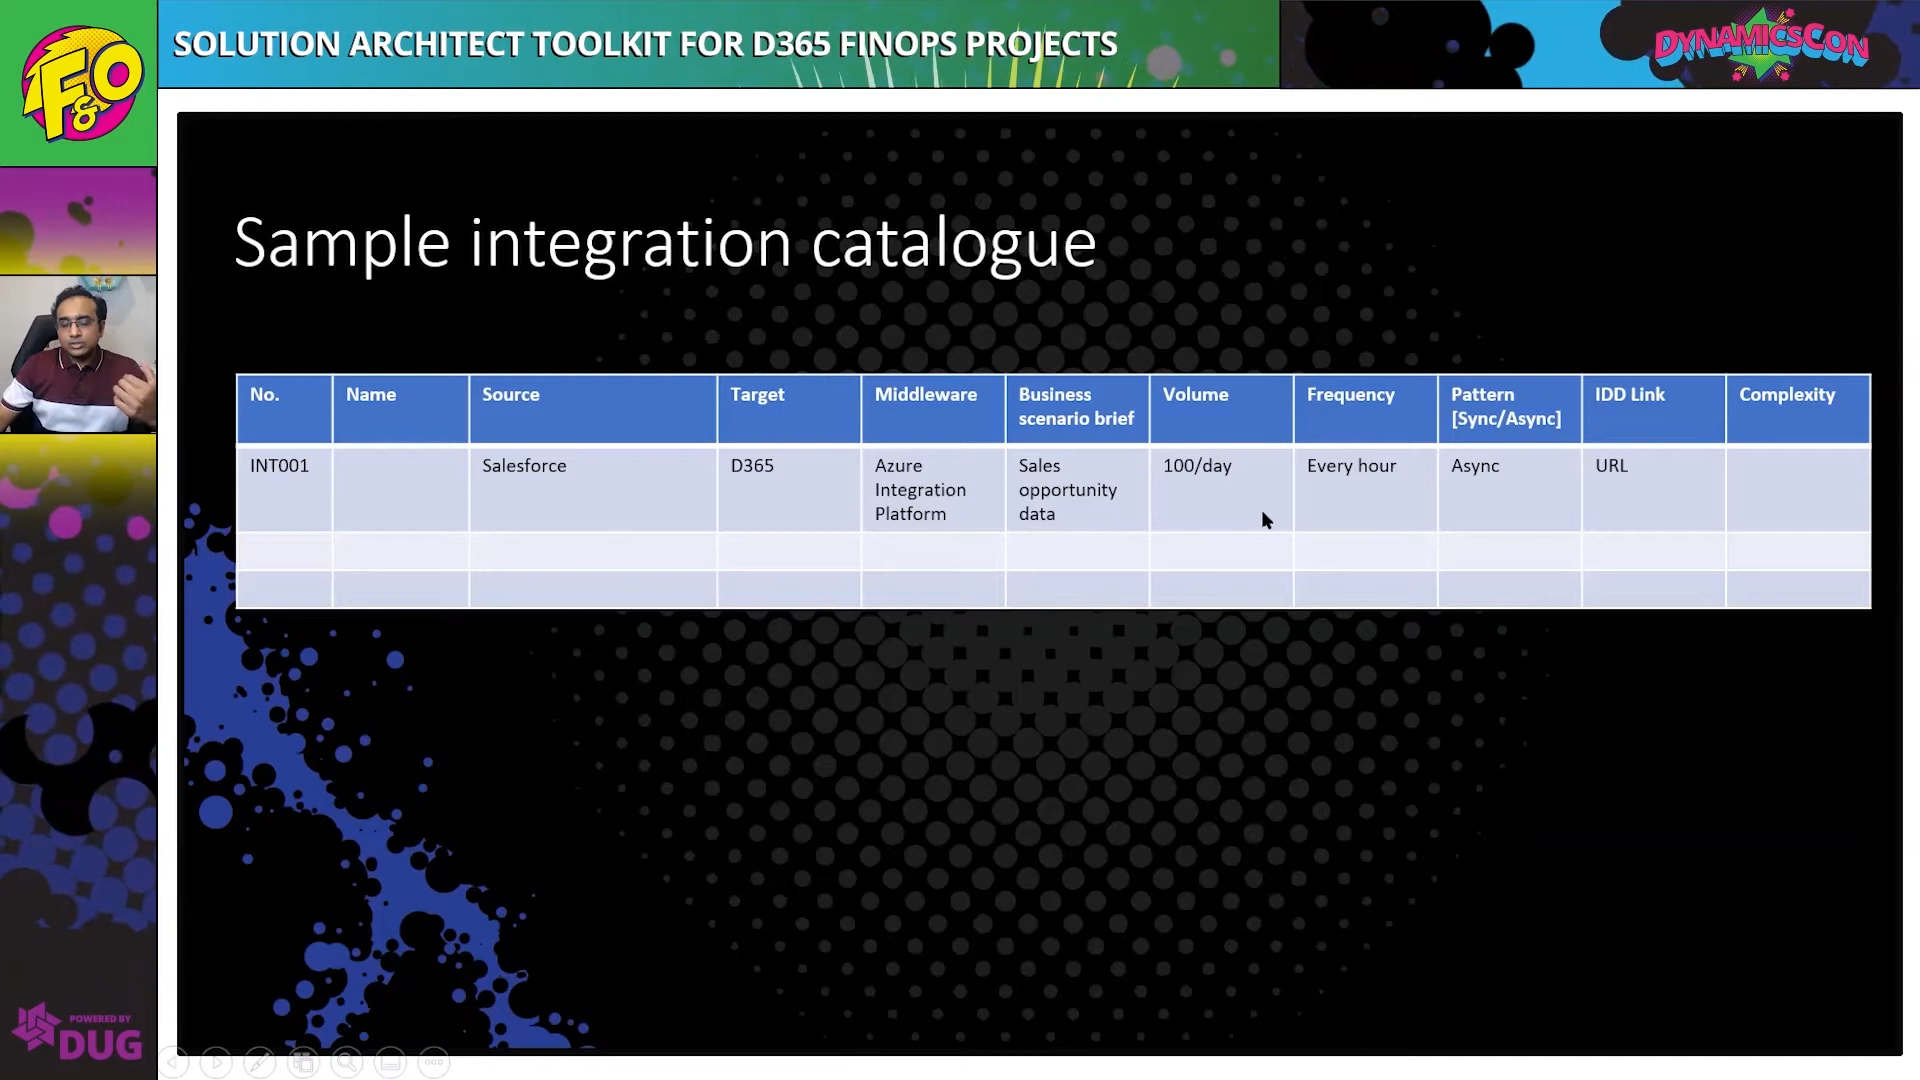 F&O
SOLUTION ARCHITECT TOOLKIT FOR D365 FINOPS PROJECTS
DYNAMICSCON
Sample integration catalogue
No. Name Source Target Middleware Business scenario brief Volume Frequency Pattern [Sync/Async] IDD Link Complexity
INT001 Salesforce D365 Azure Integration Platform Sales opportunity data 100/day Every hour Async URL
POWERED BY
DUG